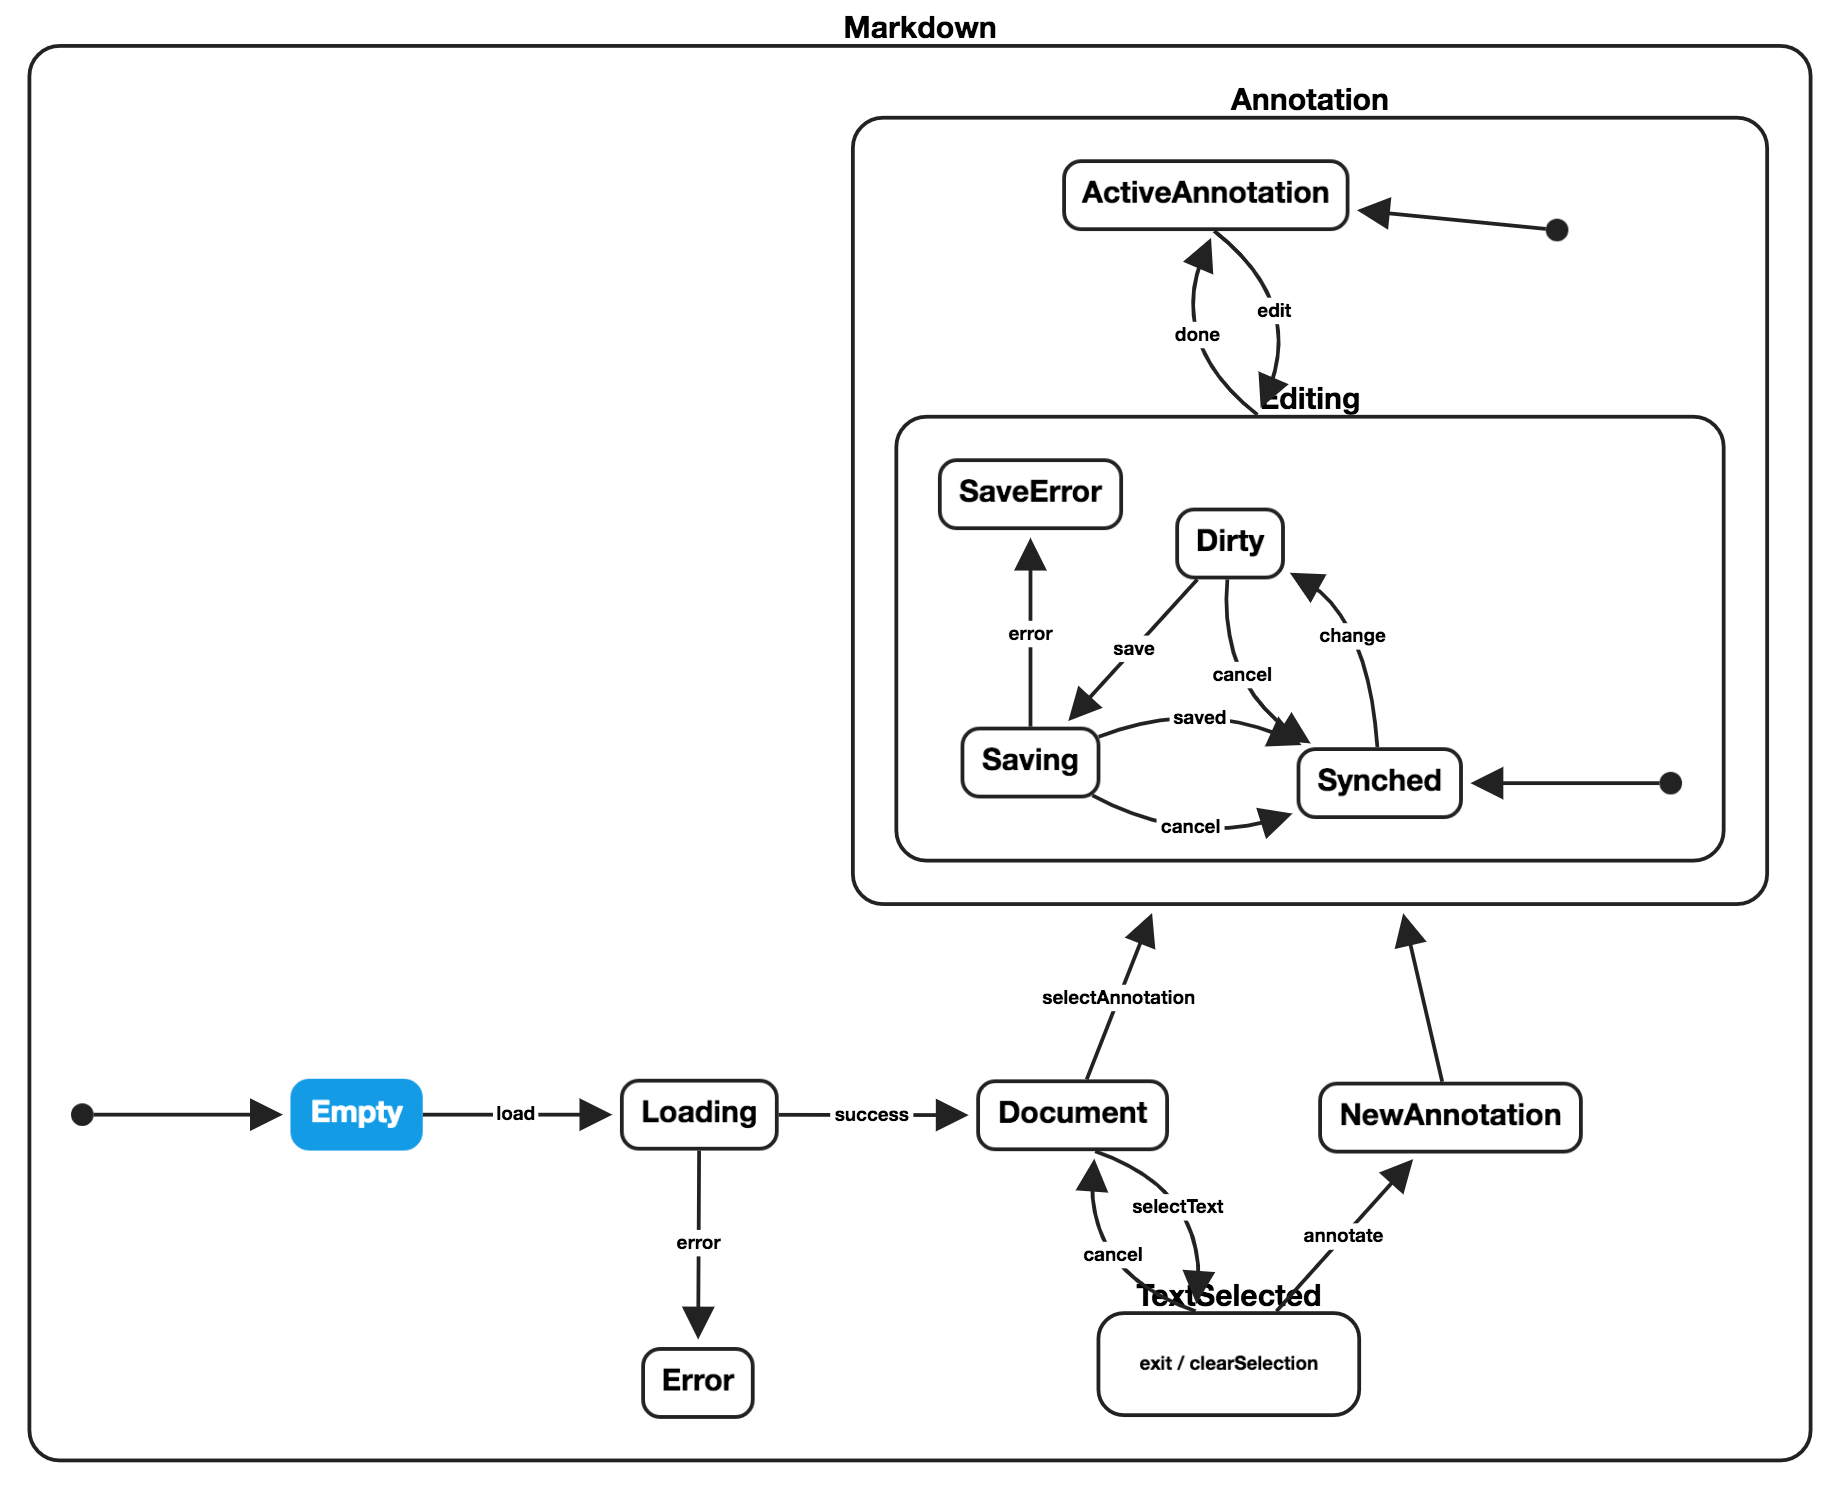 Markdown
Annotation
ActiveAnnotation
edit
done
Editing
SaveError
Dirty
error
change
save
cancel
saved
Saving
Synched
cancel
selectAnnotation
Empty
load
Loading
success
Document
NewAnnotation
selectText
annotate
error
cancel
TextSelected
exit / clearSelection
Error